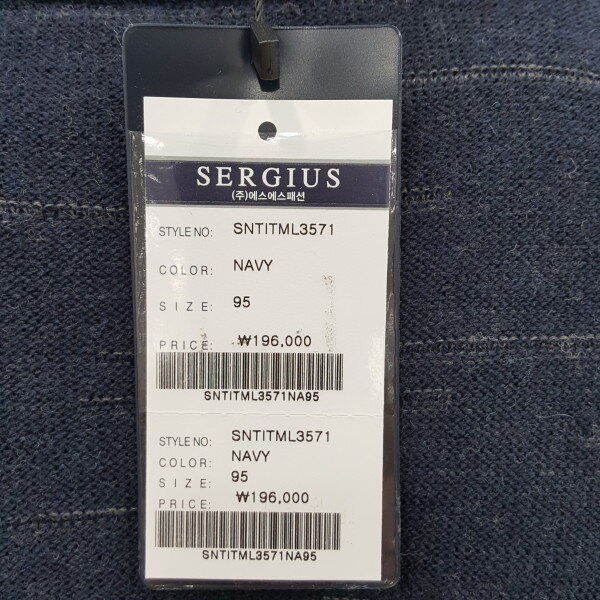 SERGIUS
(주)에스에스패션
STYLE NO: SNTITML3571
COLOR: NAVY
SIZE: 95
PRICE: ₩196,000
SNTITML3571NA95
STYLE NO: SNTITML3571
COLOR: NAVY
SIZE: 95
PRICE: ₩196,000
SNTITML3571NA95